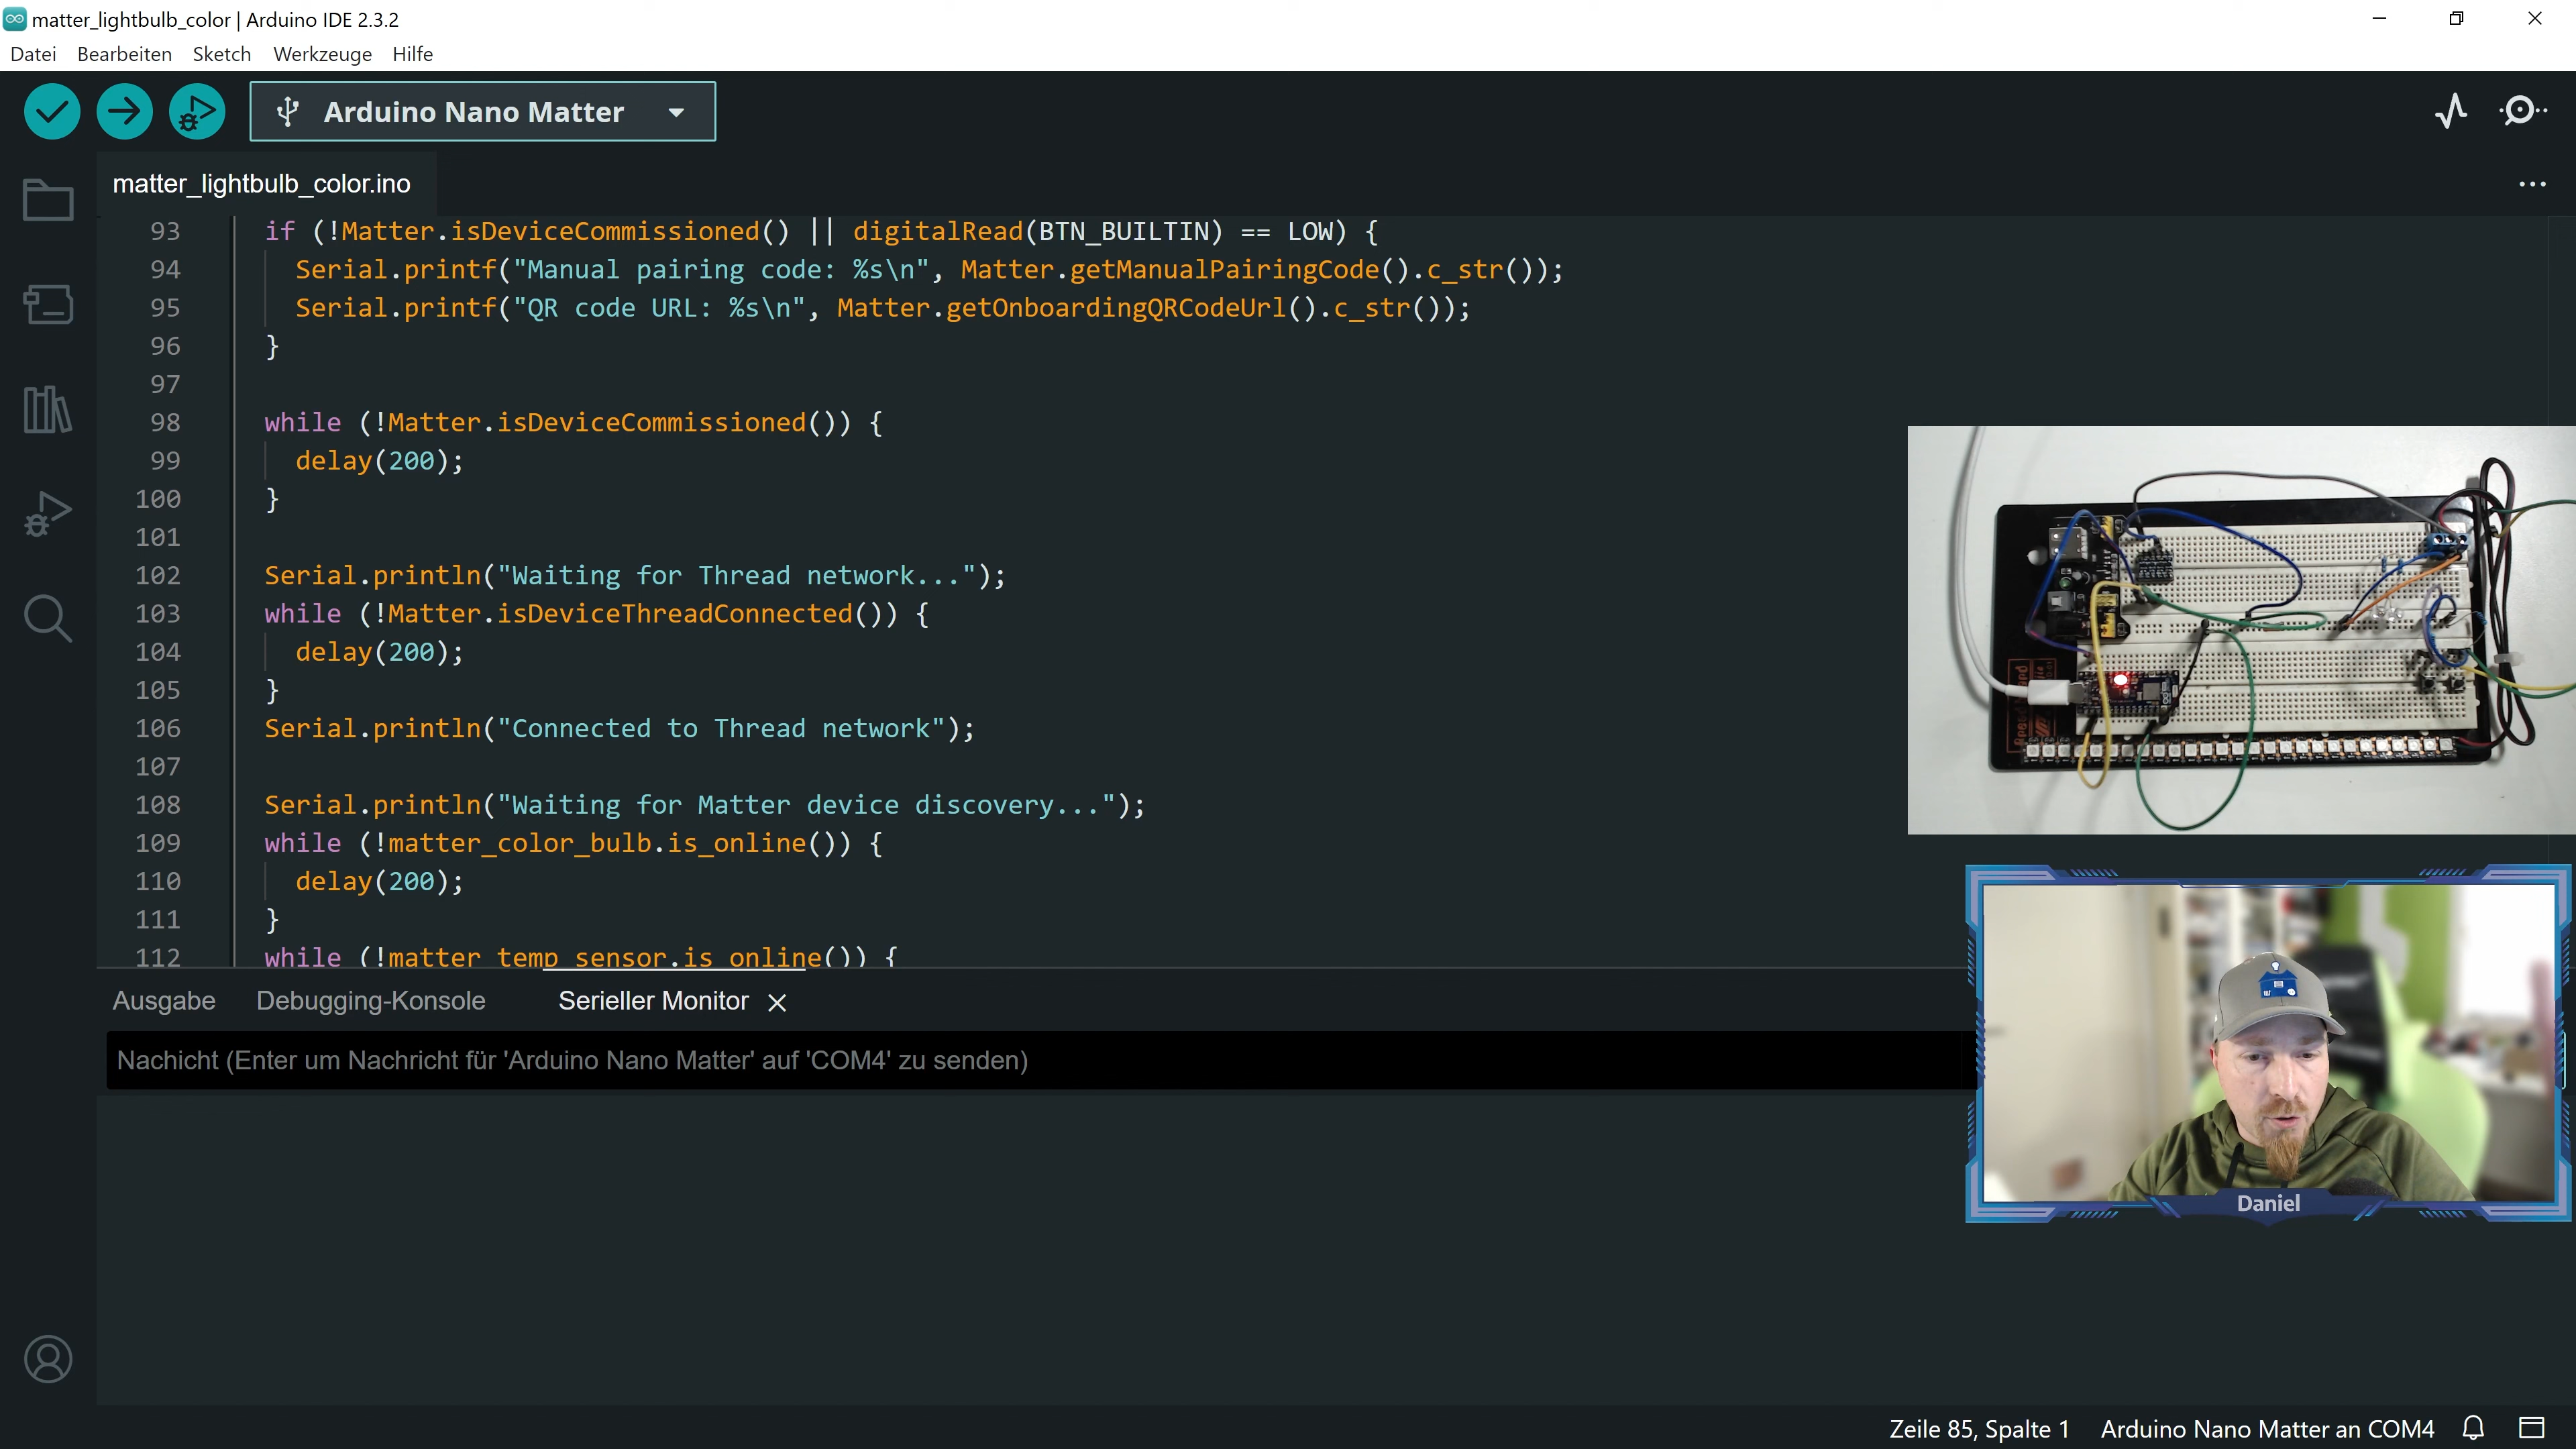 matter_lightbulb_color | Arduino IDE 2.3.2
Datei Bearbeiten Sketch Werkzeuge Hilfe
Arduino Nano Matter
matter_lightbulb_color.ino
93 if (!Matter.isDeviceCommissioned() || digitalRead(BTN_BUILTIN) == LOW) {
94 Serial.printf("Manual pairing code: %s\n", Matter.getManualPairingCode().c_str());
95 Serial.printf("QR code URL: %s\n", Matter.getOnboardingQRCodeUrl().c_str());
96 }
97
98 while (!Matter.isDeviceCommissioned()) {
99 delay(200);
100 }
101
102 Serial.println("Waiting for Thread network...");
103 while (!Matter.isDeviceThreadConnected()) {
104 delay(200);
105 }
106 Serial.println("Connected to Thread network");
107
108 Serial.println("Waiting for Matter device discovery...");
109 while (!matter_color_bulb.is_online()) {
110 delay(200);
111 }
112 while (!matter_temp_sensor.is_online()) {
Ausgabe Debugging-Konsole Serieller Monitor
Nachicht (Enter um Nachricht für 'Arduino Nano Matter' auf 'COM4' zu senden)
Daniel
Zeile 85, Spalte 1 Arduino Nano Matter an COM4